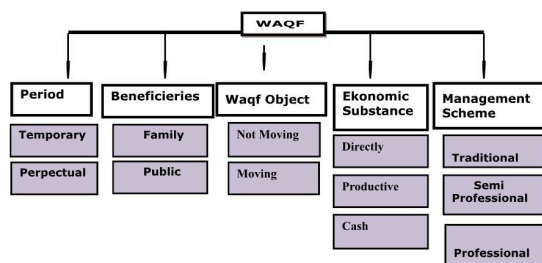 WAQF
Period
Temporary
Perpectual
Beneficieries
Family
Public
Waqf Object
Not Moving
Moving
Ekonomic
Substance
Directly
Productive
Cash
Management
Scheme
Traditional
Semi
Professional
Professional